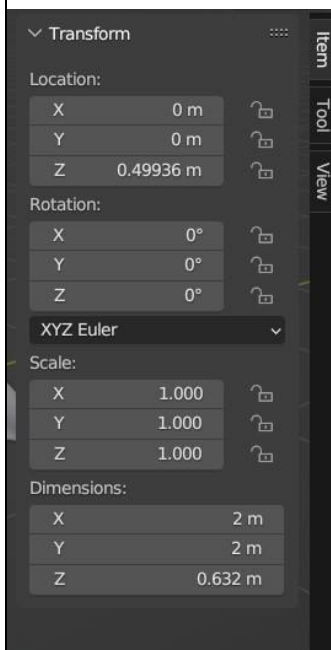 Transform
Location:
X 0 m
Y 0 m
Z 0.49936 m
Rotation:
X 0°
Y 0°
Z 0°
XYZ Euler
Scale:
X 1.000
Y 1.000
Z 1.000
Dimensions:
X 2 m
Y 2 m
Z 0.632 m
Item
Tool
View